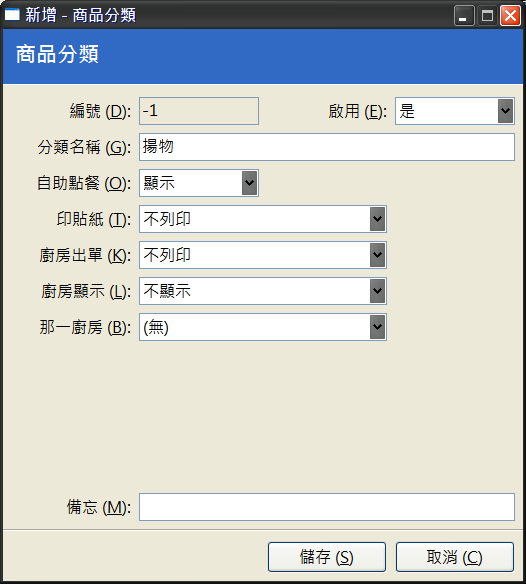 新增 - 商品分類
商品分類
編號 (D): -1 啟用 (E): 是
分類名稱 (G): 揚物
自助點餐 (O): 顯示
印貼紙 (T): 不列印
廚房出單 (K): 不列印
廚房顯示 (L): 不顯示
那一廚房 (B): (無)
備忘 (M):
儲存 (S) 取消 (C)